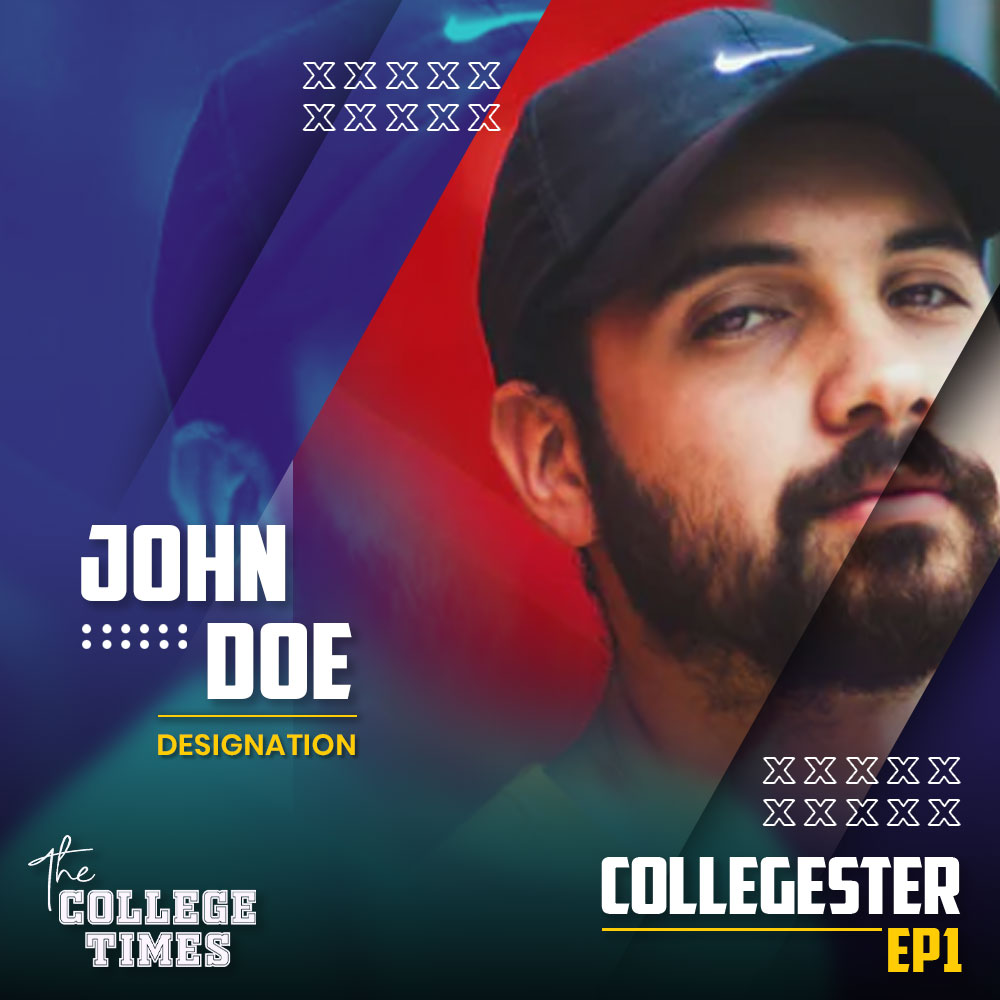 XXXXX
XXXXX
JOHN
DOE
DESIGNATION
XXXXX
XXXXX
The
COLLEGE
TIMES
COLLEGESTER
EP1